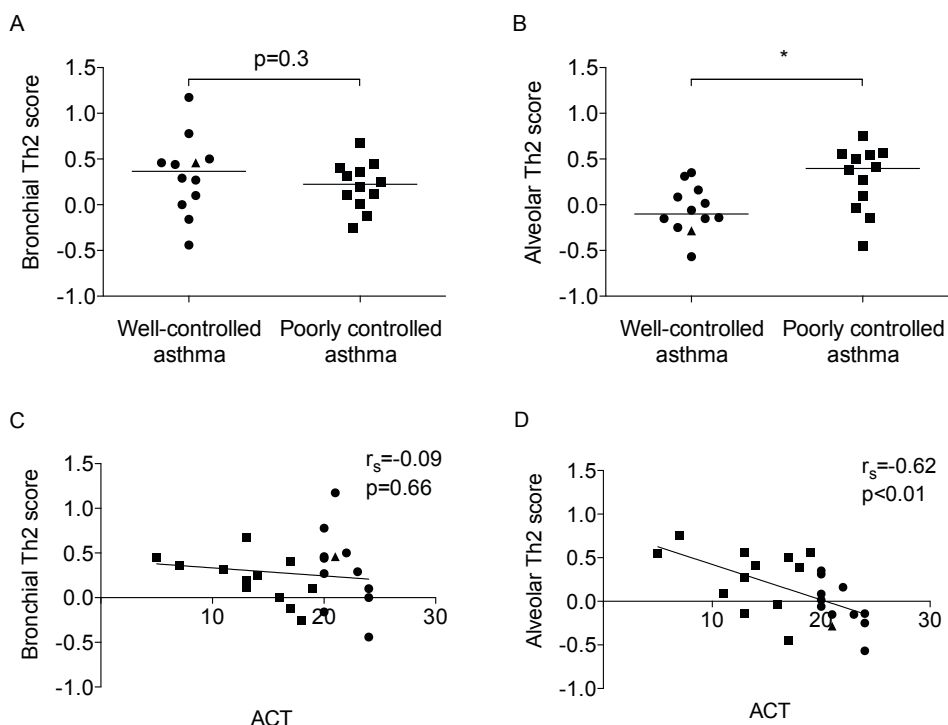 A
p=0.3
Bronchial Th2 score
1.5
1.0
0.5
0.0
-0.5
-1.0
Well-controlled
asthma
Poorly controlled
asthma
B
*
Alveolar Th2 score
1.5
1.0
0.5
0.0
-0.5
-1.0
Well-controlled
asthma
Poorly controlled
asthma
C
rs=-0.09
p=0.66
Bronchial Th2 score
1.5
1.0
0.5
0.0
-0.5
-1.0
10
20
30
ACT
D
rs=-0.62
p<0.01
Alveolar Th2 score
1.5
1.0
0.5
0.0
-0.5
-1.0
10
20
30
ACT